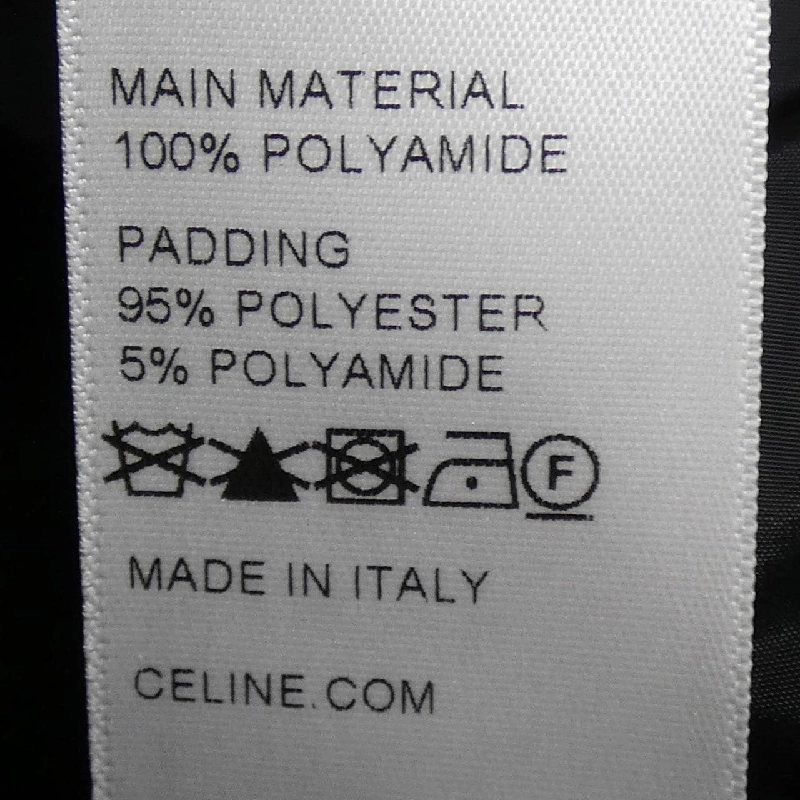 MAIN MATERIAL
100% POLYAMIDE
PADDING
95% POLYESTER
5% POLYAMIDE
F
MADE IN ITALY
CELINE.COM